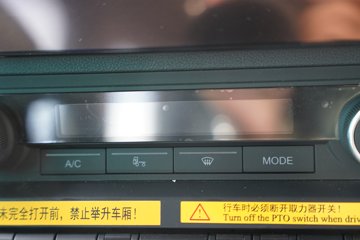 A/C
MODE
未完全打开前，禁止举升车厢！
行车时必须断开取力器开关！
Turn off the PTO switch when